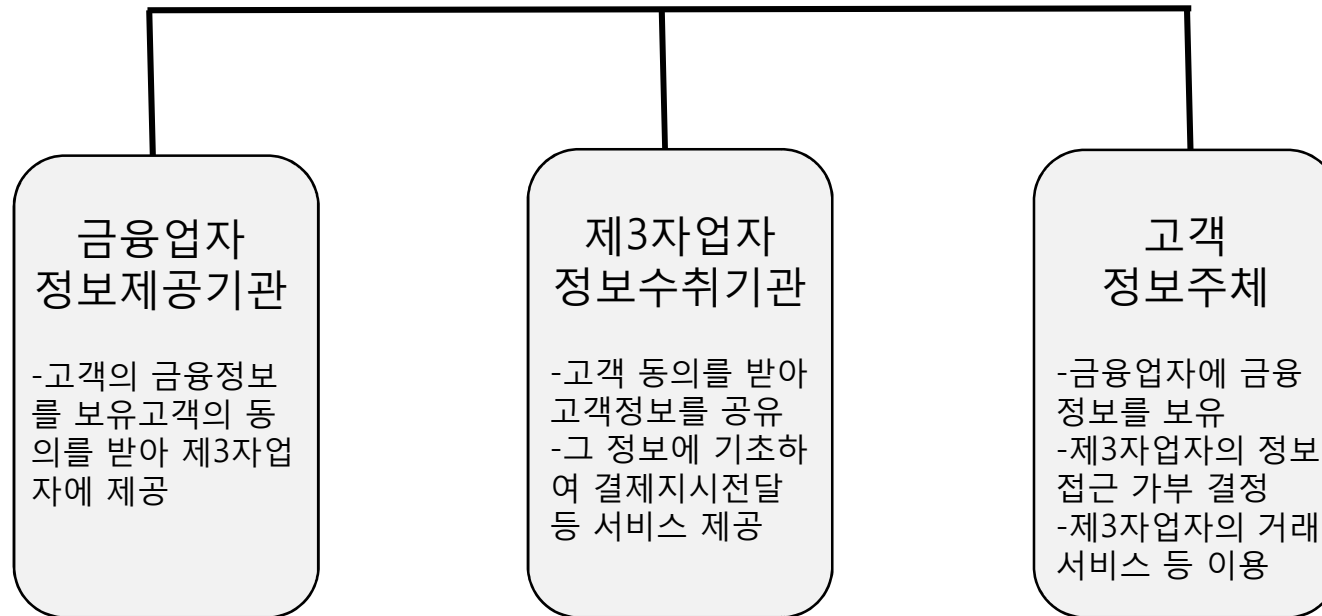 금융업자
정보제공기관
-고객의 금융정보
를 보유고객의 동
의를 받아 제3자업
자에 제공
제3자업자
정보수취기관
-고객 동의를 받아
고객정보를 공유
-그 정보에 기초하
여 결제지시전달
등 서비스 제공
고객
정보주체
-금융업자에 금융
정보를 보유
-제3자업자의 정보
접근 가부 결정
-제3자업자의 거래
서비스 등 이용